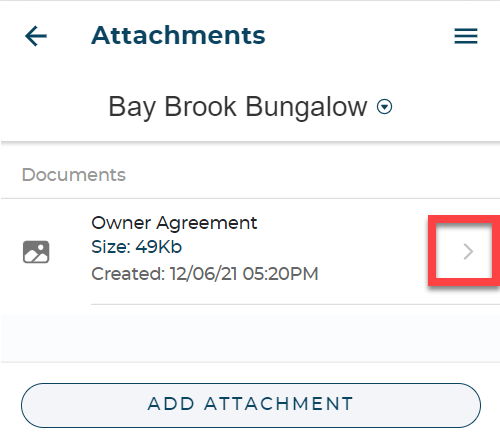 Attachments
Bay Brook Bungalow
Documents
Owner Agreement
Size: 49Kb
Created: 12/06/21 05:20PM
ADD ATTACHMENT